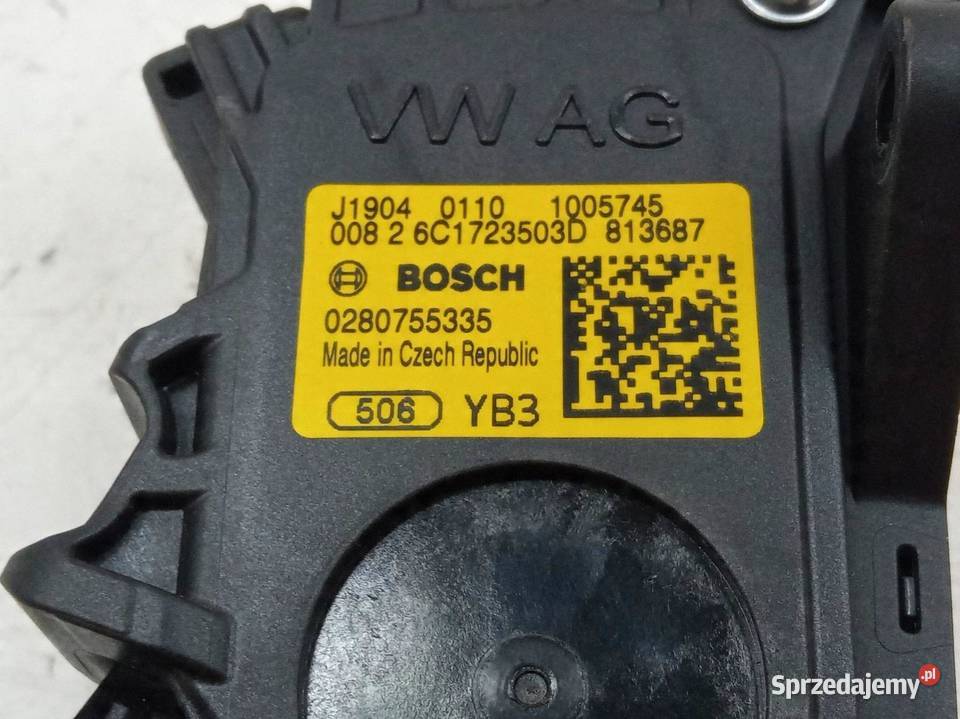 VW AG
J1904 0110 1005745
008 2 6C1723503D 813687
BOSCH
0280755335
Made in Czech Republic
506 YB3
Sprzedajemy.pl